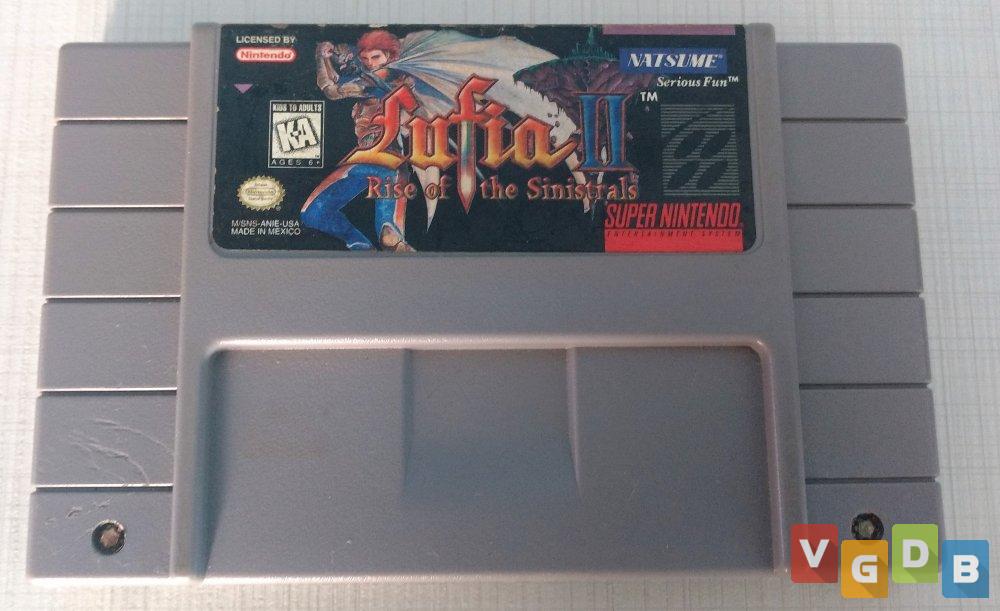 LICENSED BY
Nintendo
KIDS TO ADULTS
K-A
AGES 6+
M/SNS-ANIE-USA
MADE IN MEXICO
Lufia II ™
Rise of the Sinistrals
NATSUME®
Serious Fun™
SUPER NINTENDO
ENTERTAINMENT SYSTEM
VGDB